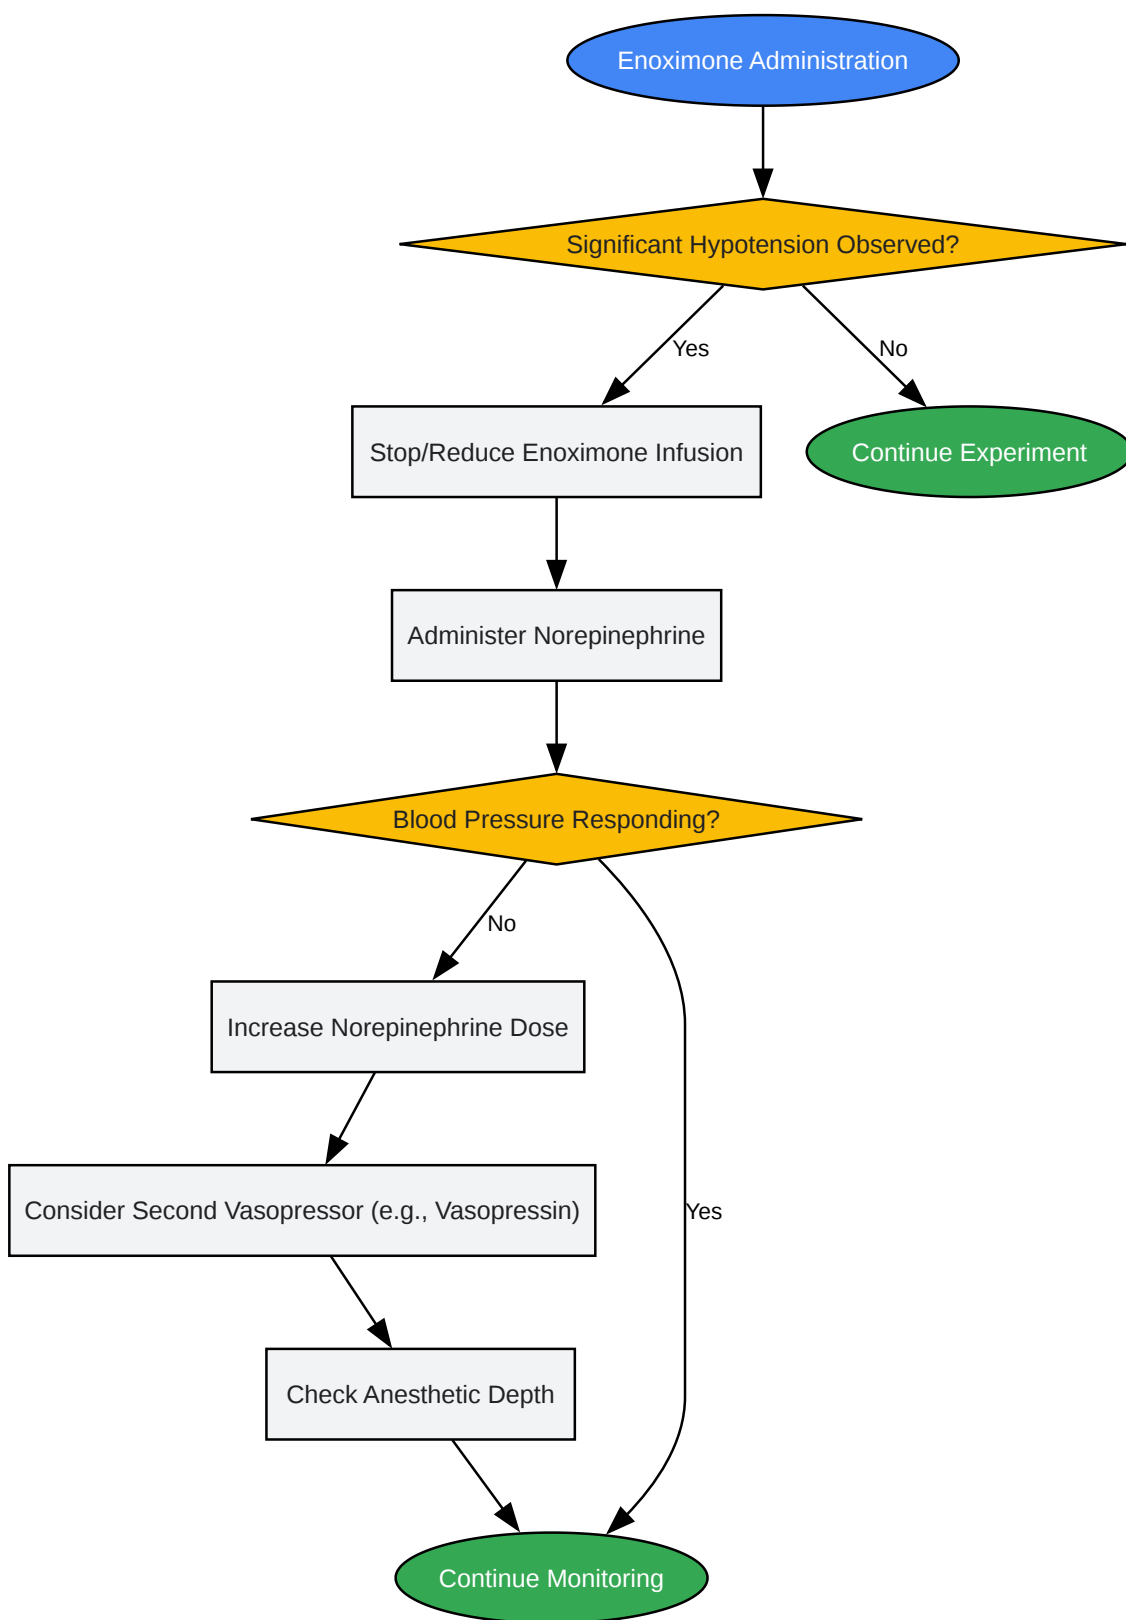 Enoximone Administration
Significant Hypotension Observed?
Yes
No
Stop/Reduce Enoximone Infusion
Continue Experiment
Administer Norepinephrine
Blood Pressure Responding?
No
Increase Norepinephrine Dose
Consider Second Vasopressor (e.g., Vasopressin)
Yes
Check Anesthetic Depth
Continue Monitoring